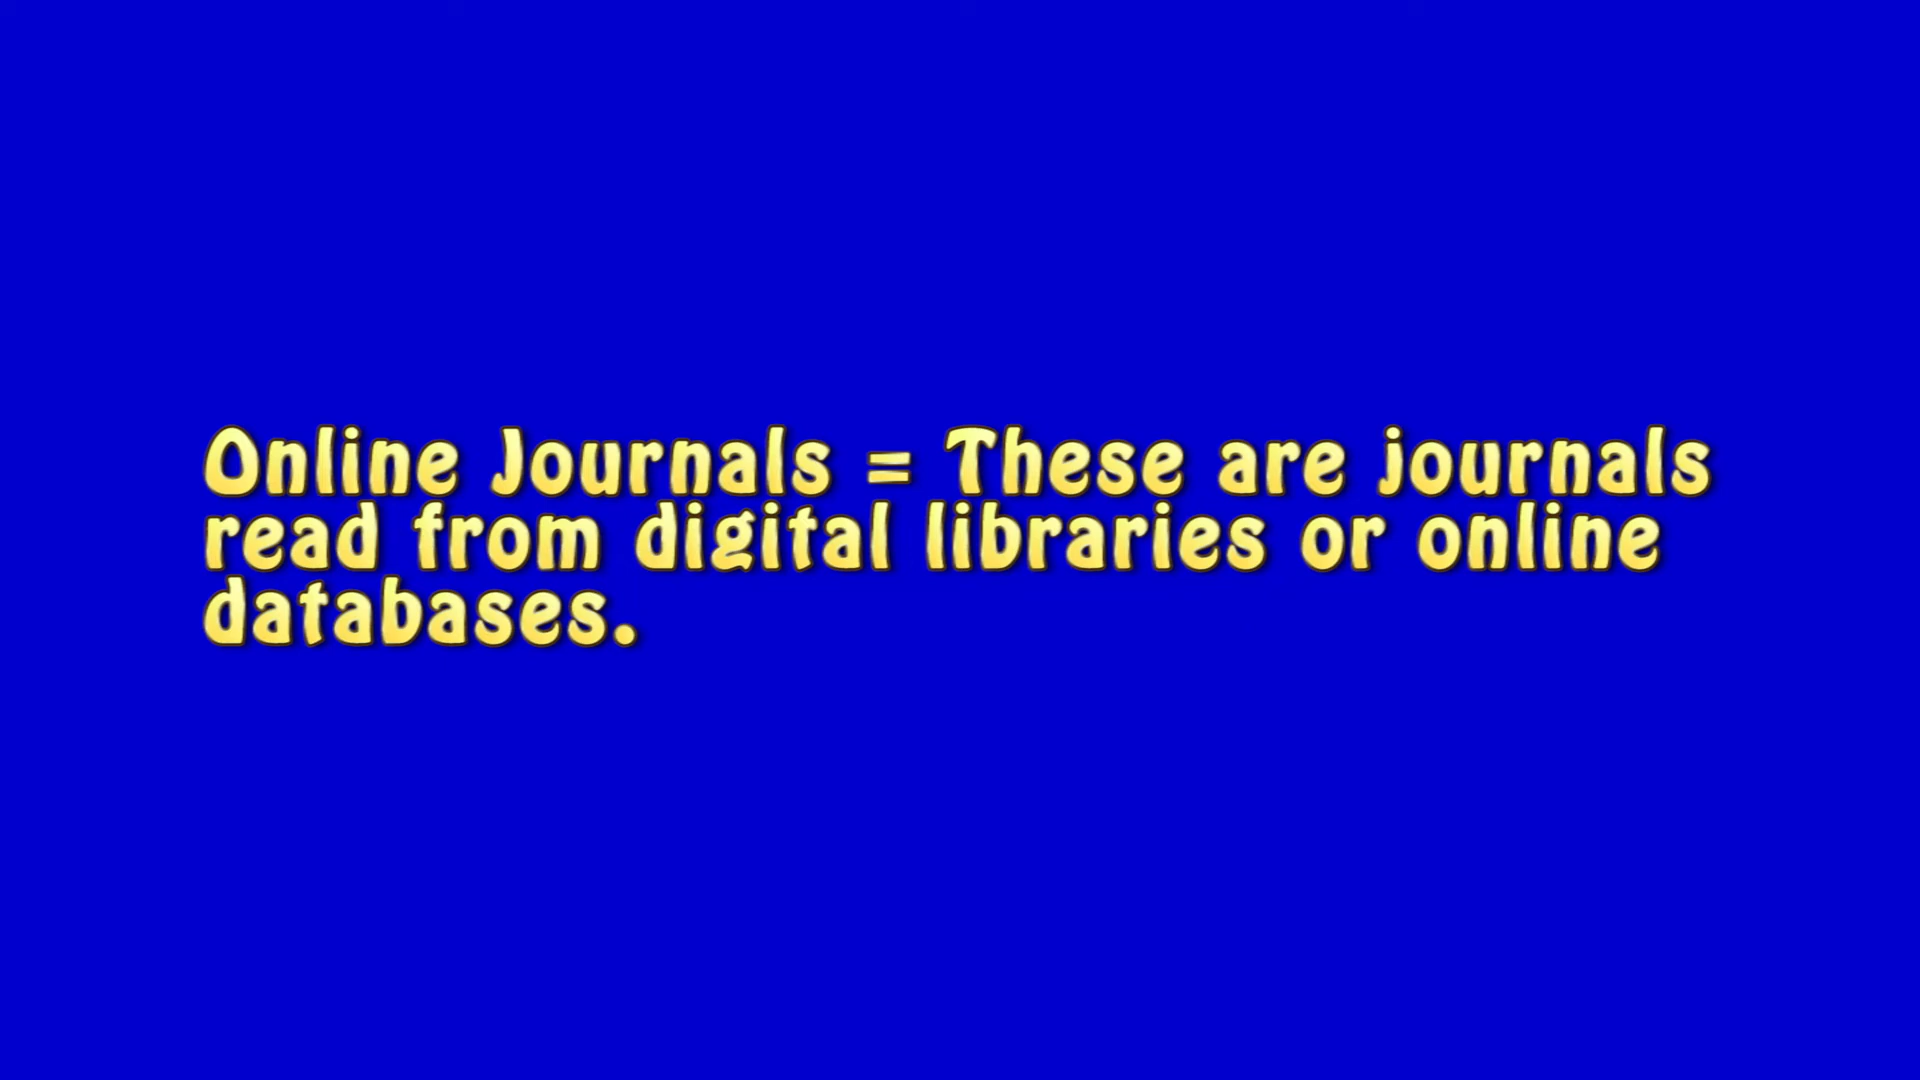 Online Journals = These are journals
read from digital libraries or online
databases.